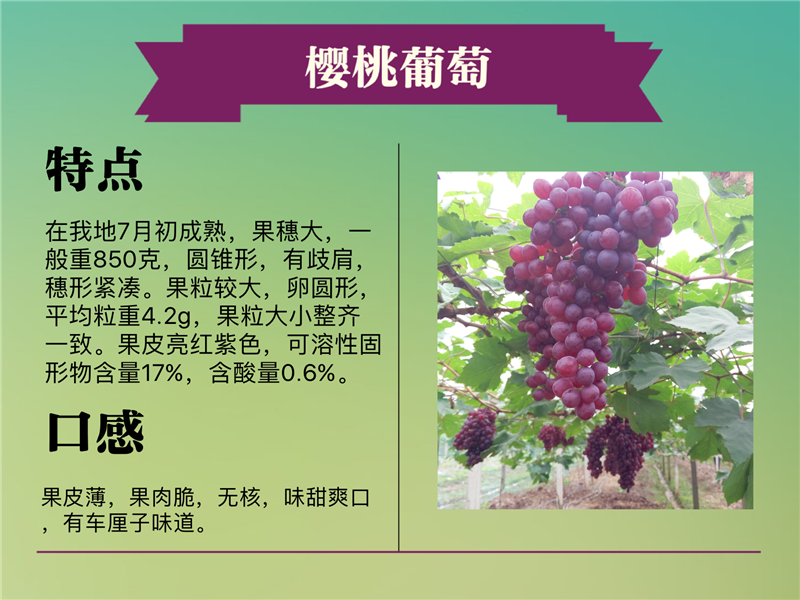 樱桃葡萄
特点
在我地7月初成熟，果穗大，一
般重850克，圆锥形，有歧肩，
穗形紧凑。果粒较大，卵圆形，
平均粒重4.2g，果粒大小整齐
一致。果皮亮红紫色，可溶性固
形物含量17%，含酸量0.6%。
口感
果皮薄，果肉脆，无核，味甜爽口
，有车厘子味道。